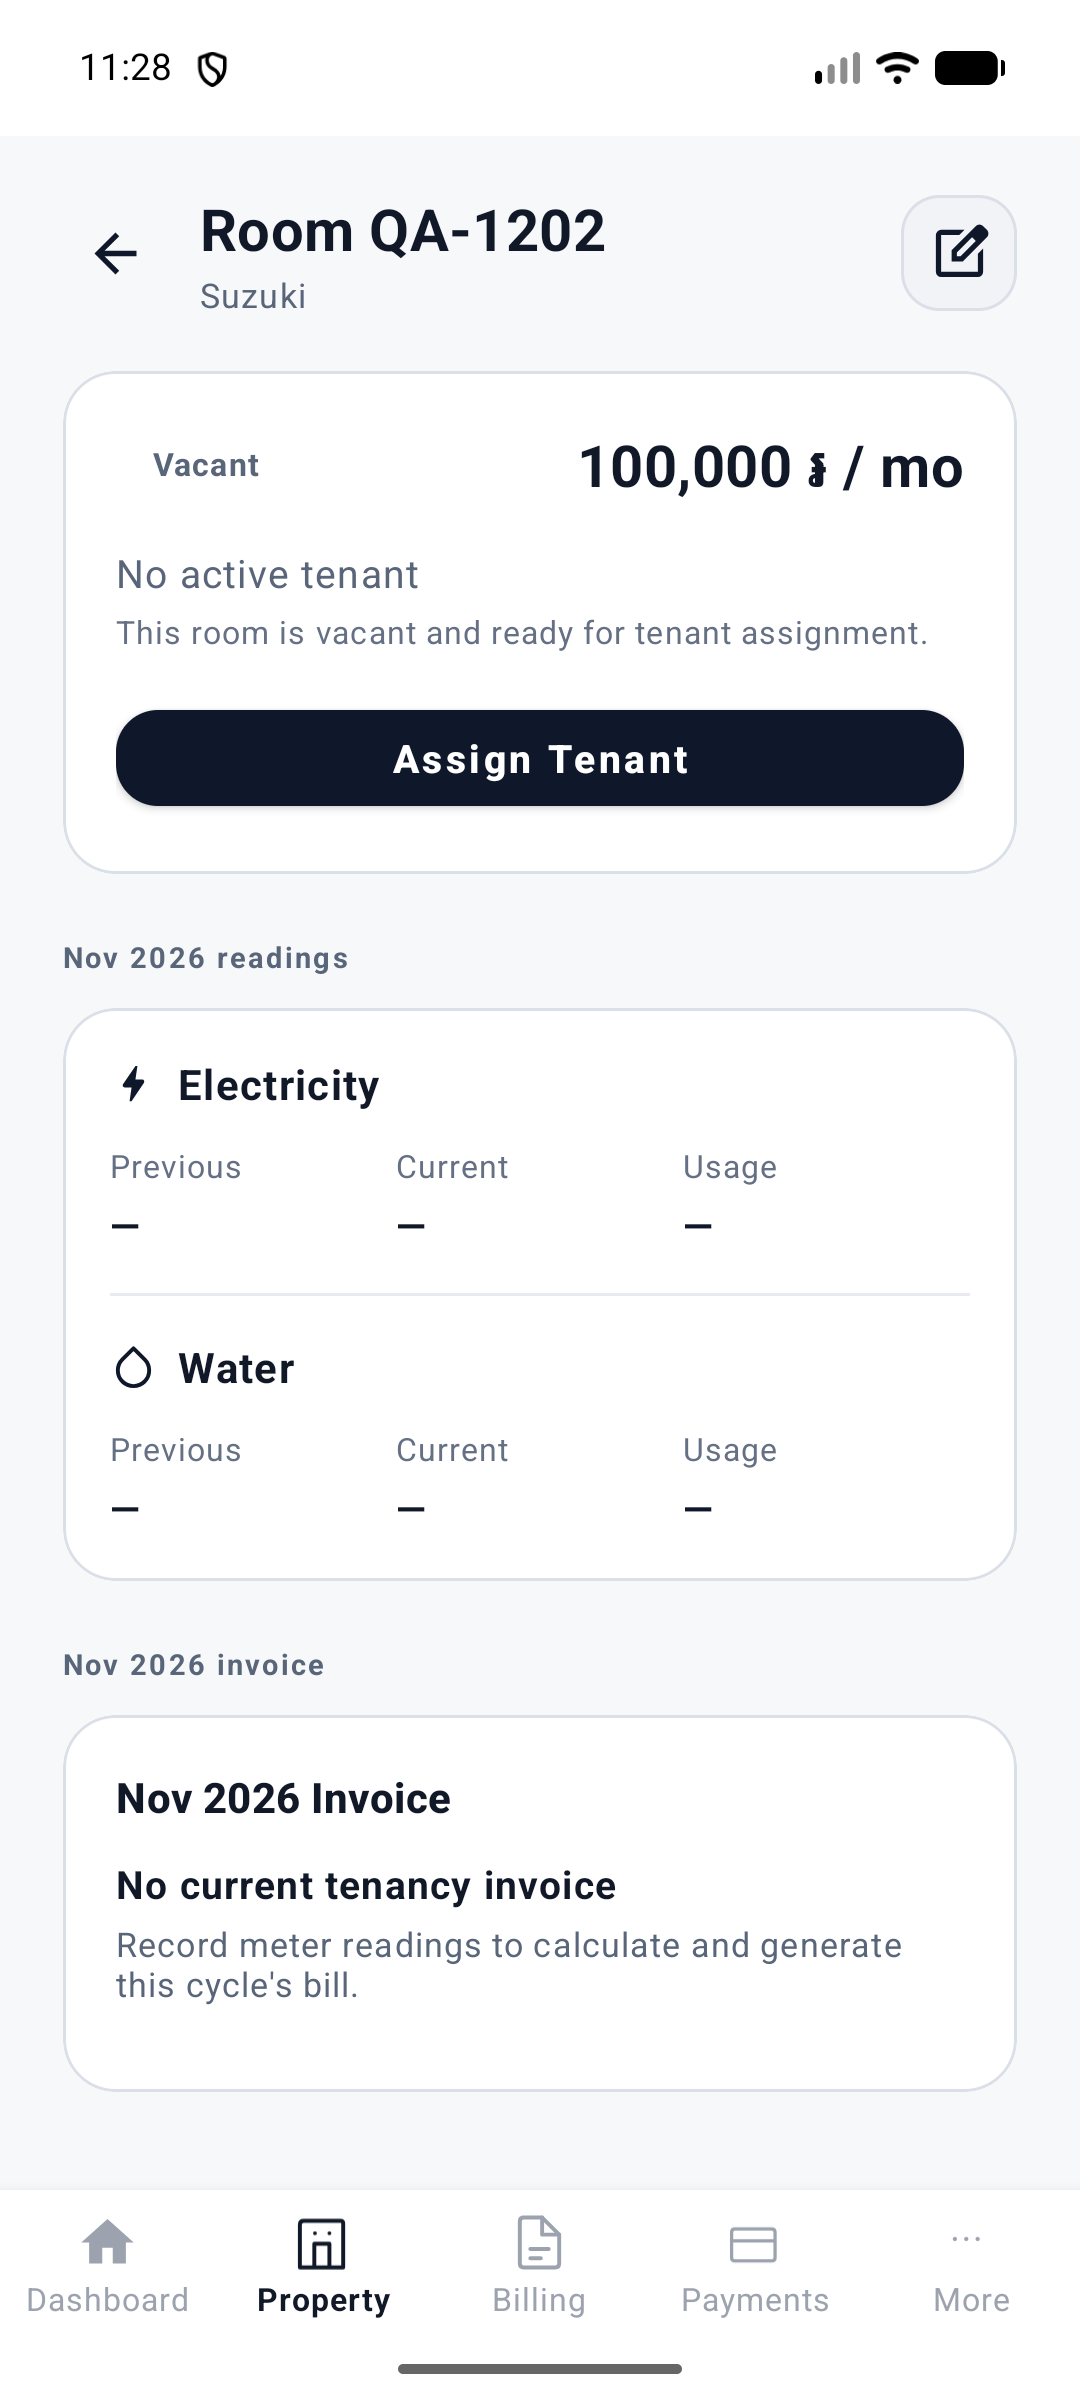 11:28
Room QA-1202
Suzuki
Vacant
100,000 ៛ / mo
No active tenant
This room is vacant and ready for tenant assignment.
Assign Tenant
Nov 2026 readings
Electricity
Previous Current Usage
– – –
Water
Previous Current Usage
– – –
Nov 2026 invoice
Nov 2026 Invoice
No current tenancy invoice
Record meter readings to calculate and generate
this cycle's bill.
Dashboard Property Billing Payments More